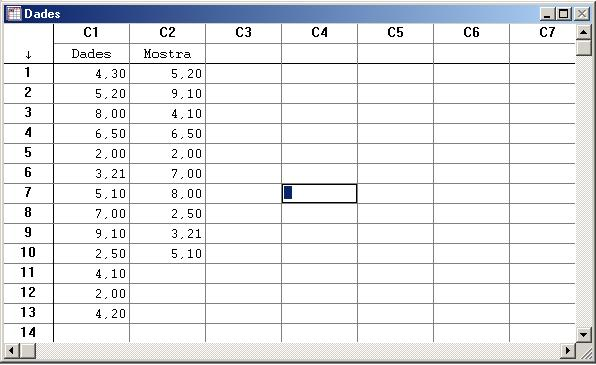 Dades
C1 C2 C3 C4 C5 C6 C7
↓ Dades Mostra
1 4,30 5,20
2 5,20 9,10
3 8,00 4,10
4 6,50 6,50
5 2,00 2,00
6 3,21 7,00
7 5,10 8,00
8 7,00 2,50
9 9,10 3,21
10 2,50 5,10
11 4,10
12 2,00
13 4,20
14